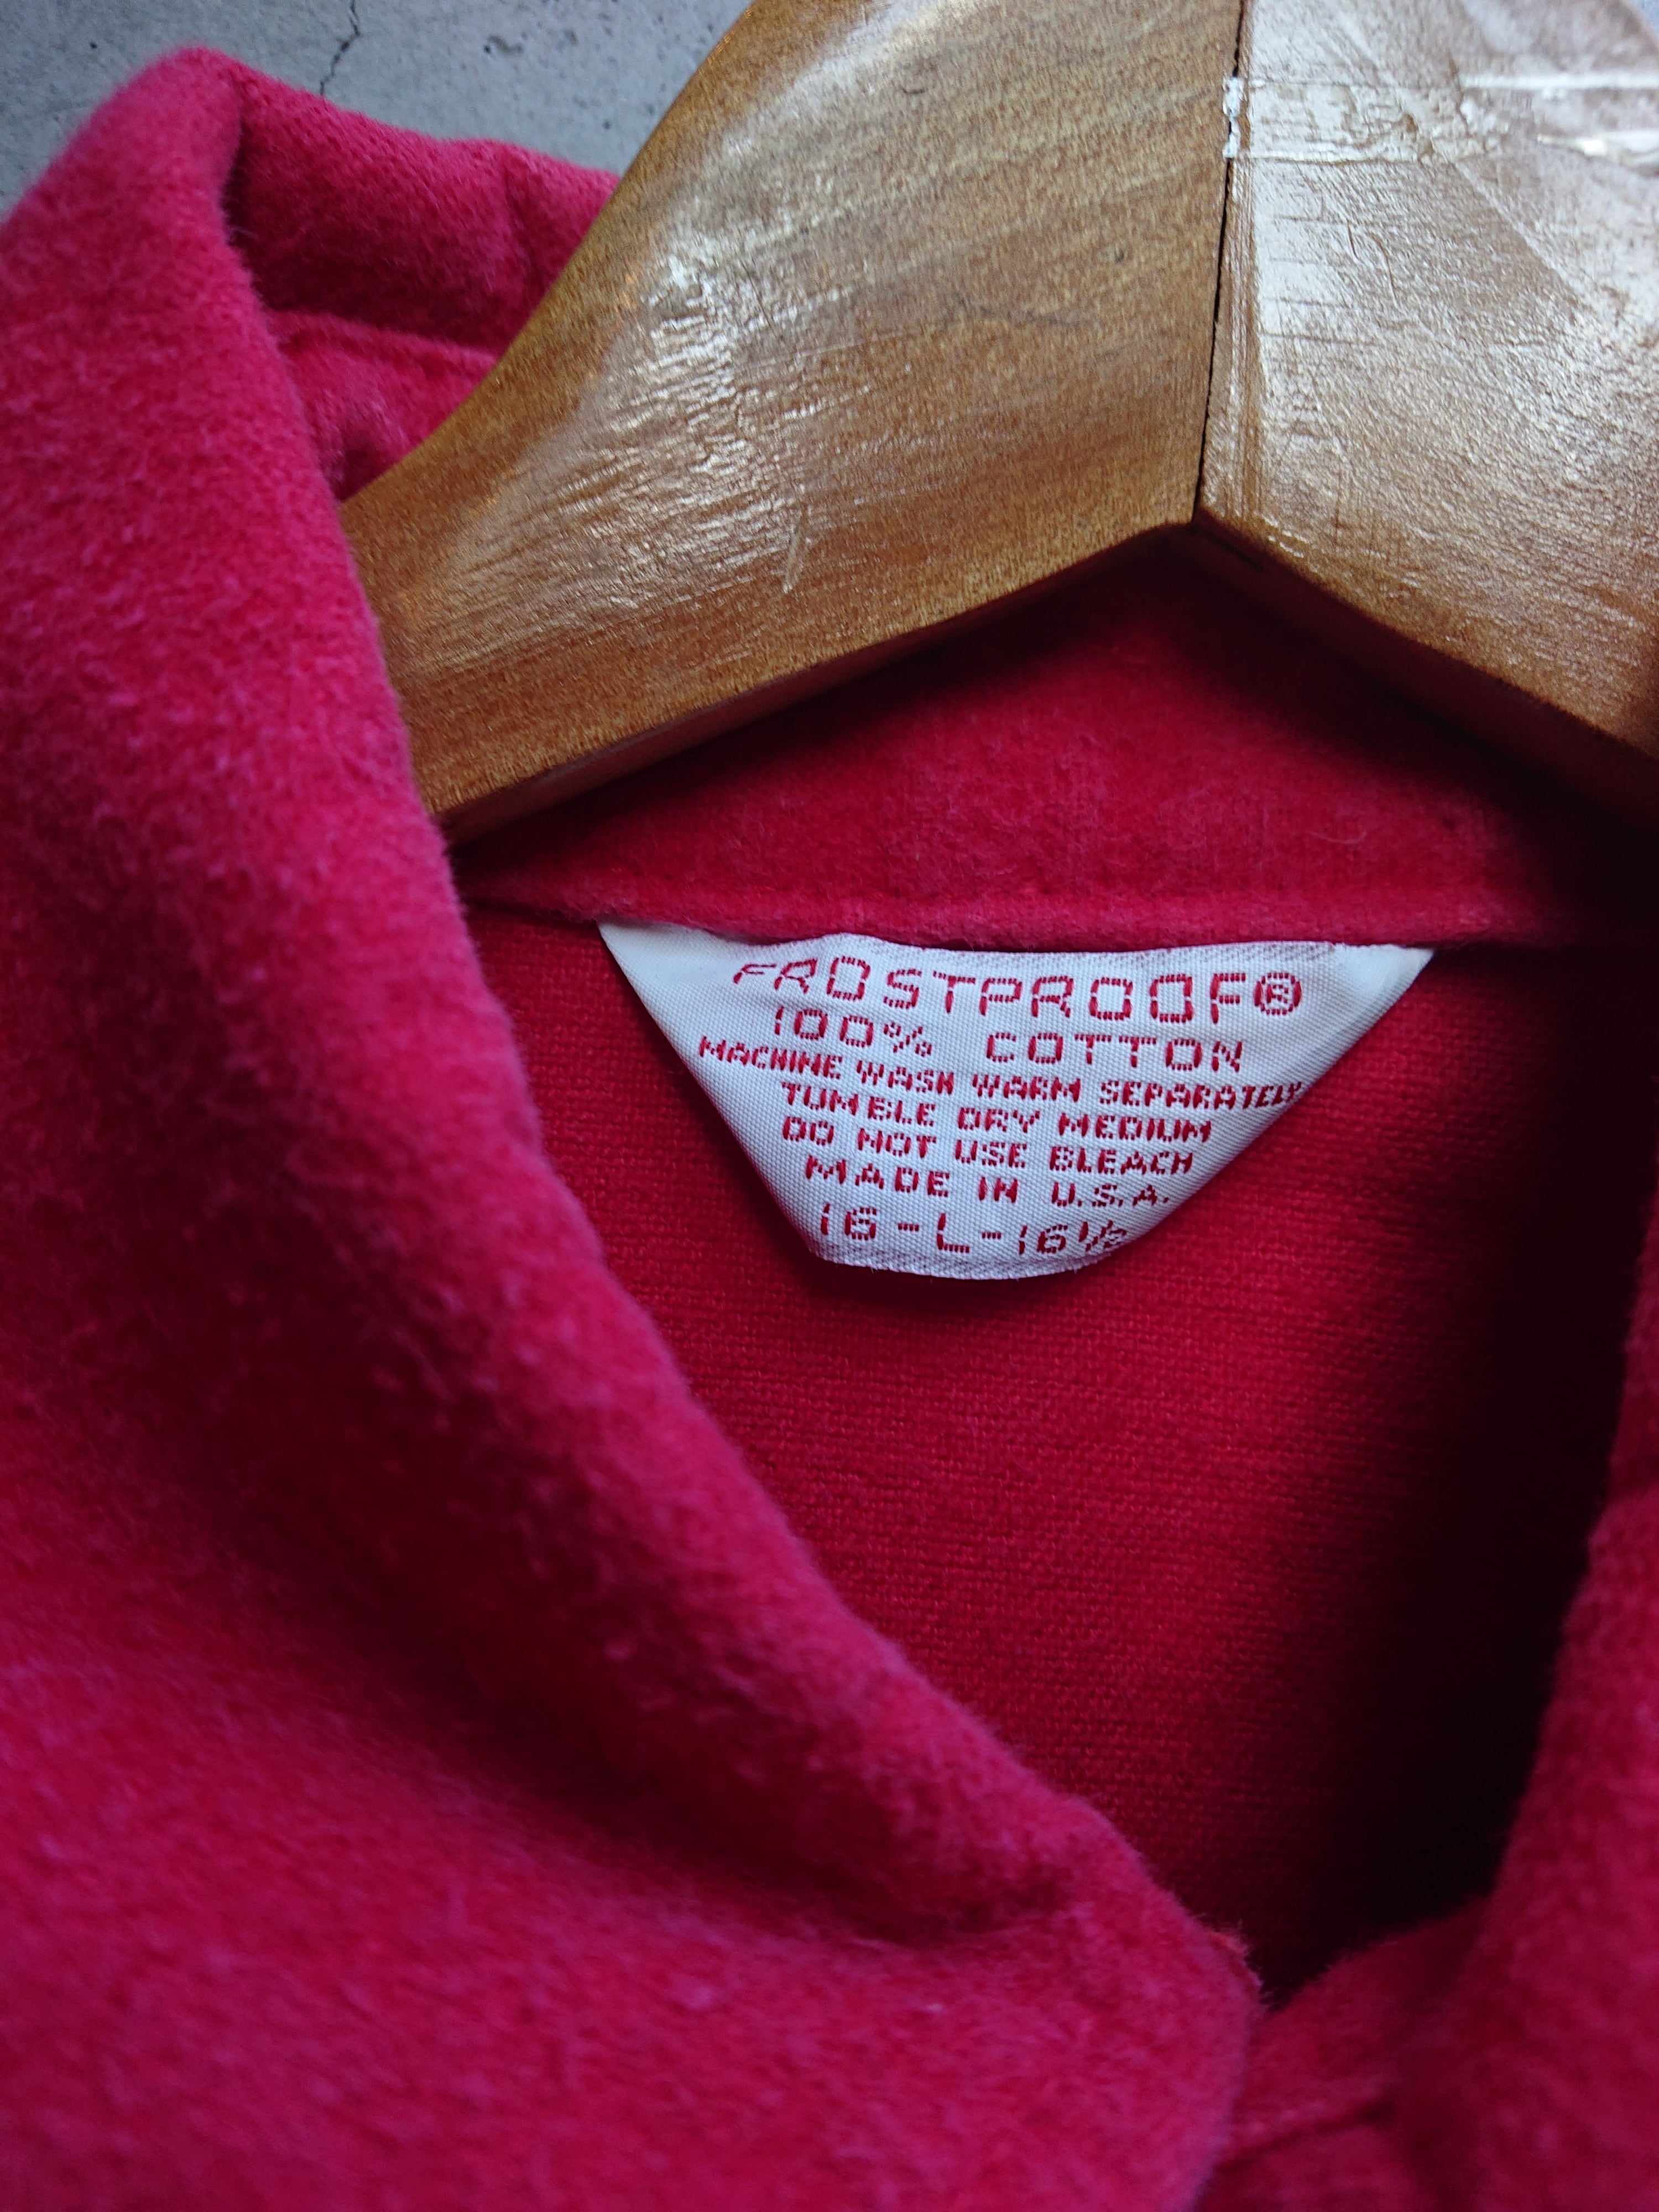 FROSTPROOF®
100% COTTON
MACHINE WASH WARM SEPARATELY
TUMBLE DRY MEDIUM
DO NOT USE BLEACH
MADE IN U.S.A.
16-L-16½